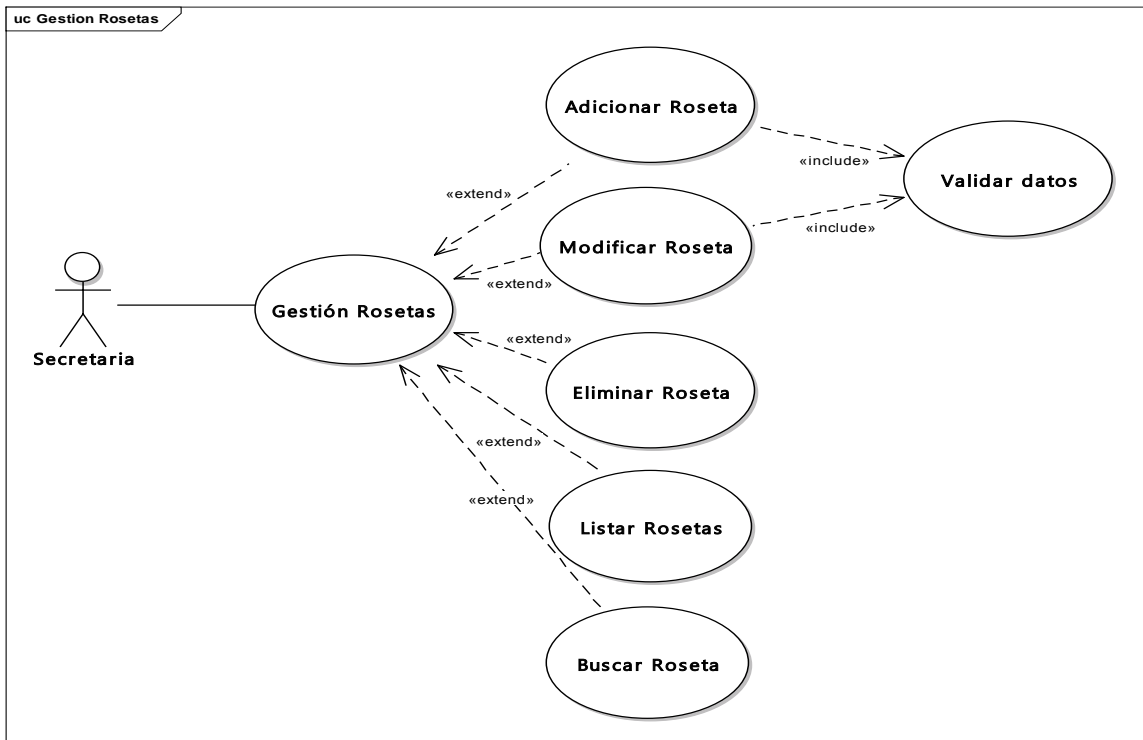 uc Gestion Rosetas
Adicionar Roseta
«include»
Validar datos
«extend»
Modificar Roseta
«include»
«extend»
Gestión Rosetas
Secretaria
«extend»
Eliminar Roseta
«extend»
Listar Rosetas
«extend»
Buscar Roseta